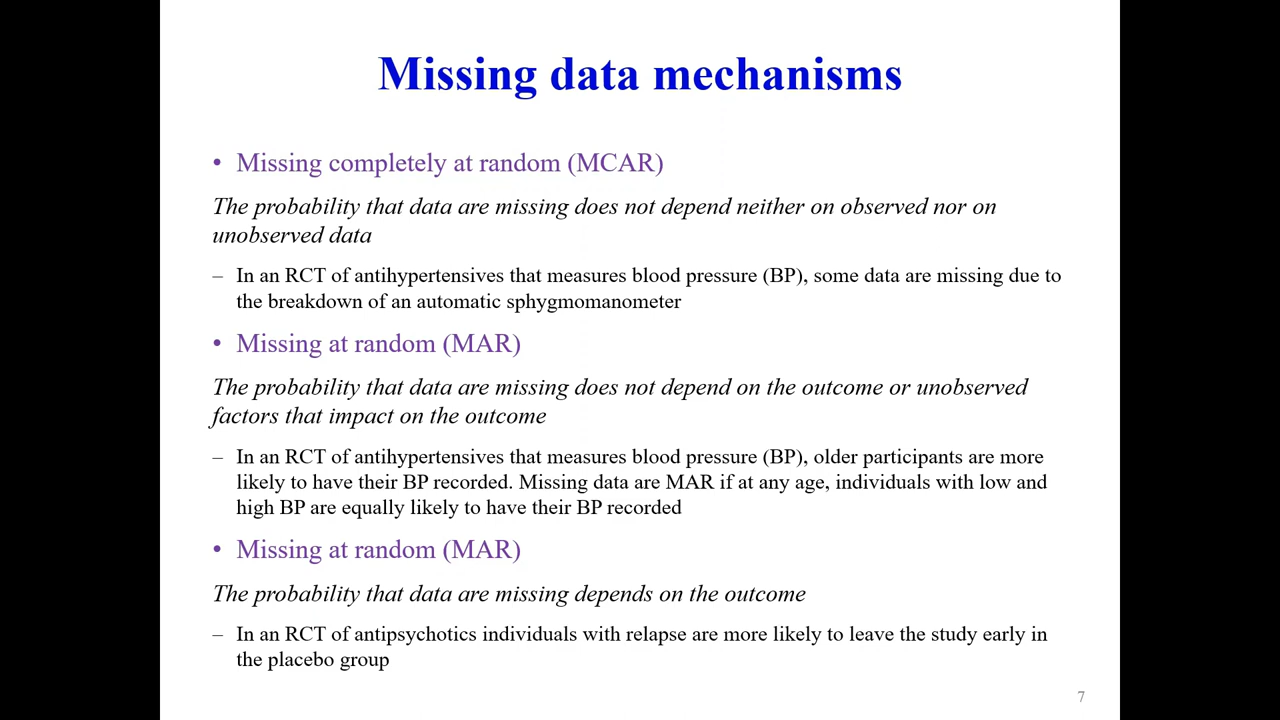 Missing data mechanisms
• Missing completely at random (MCAR)
The probability that data are missing does not depend neither on observed nor on
unobserved data
– In an RCT of antihypertensives that measures blood pressure (BP), some data are missing due to
the breakdown of an automatic sphygmomanometer
• Missing at random (MAR)
The probability that data are missing does not depend on the outcome or unobserved
factors that impact on the outcome
– In an RCT of antihypertensives that measures blood pressure (BP), older participants are more
likely to have their BP recorded. Missing data are MAR if at any age, individuals with low and
high BP are equally likely to have their BP recorded
• Missing at random (MAR)
The probability that data are missing depends on the outcome
– In an RCT of antipsychotics individuals with relapse are more likely to leave the study early in
the placebo group
7